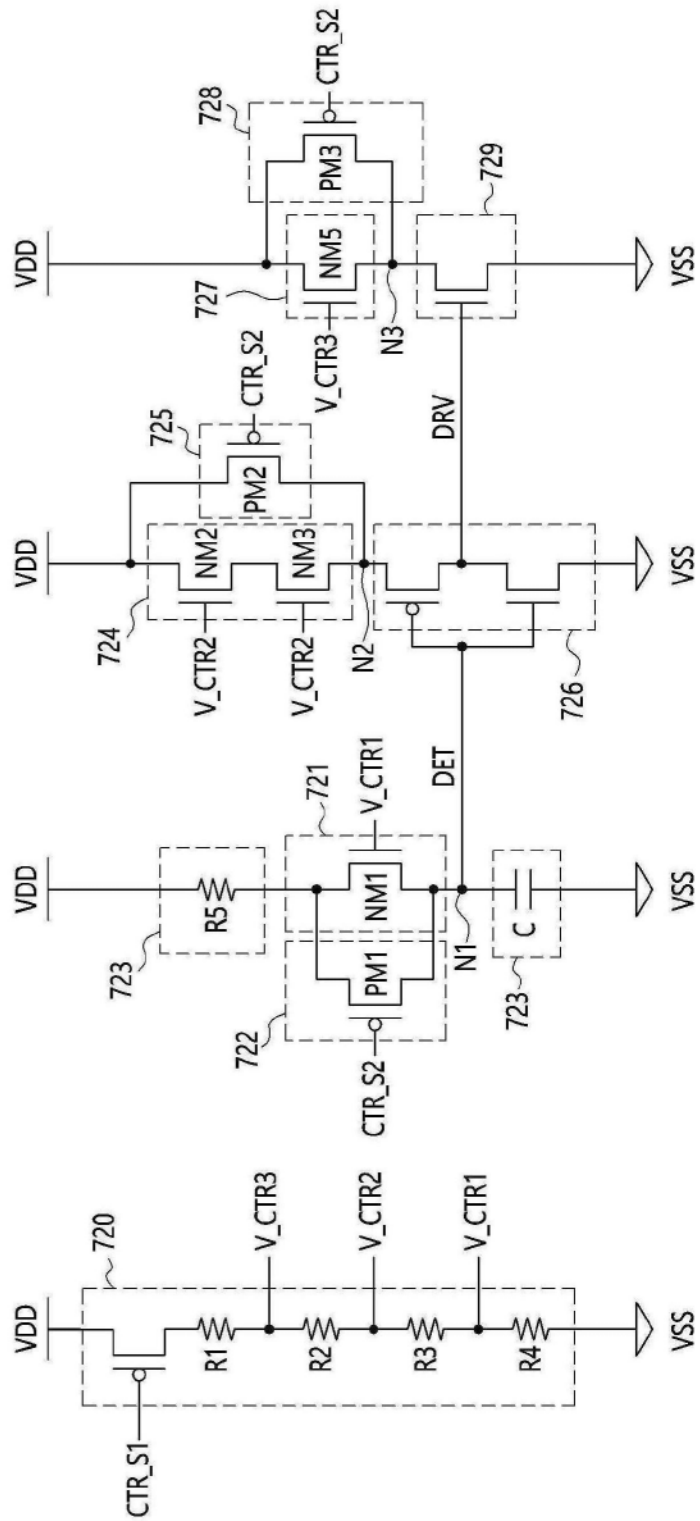 VDD
720
CTR_S1
R1
V_CTR3
R2
V_CTR2
R3
V_CTR1
R4
VSS
VDD
723
R5
721
722
PM1
NM1
CTR_S2
V_CTR1
N1
DET
723
C
VSS
VDD
724
725
NM2
PM2
CTR_S2
V_CTR2
NM3
V_CTR2
N2
726
DRV
VSS
VDD
727
728
NM5
PM3
CTR_S2
V_CTR3
N3
729
VSS